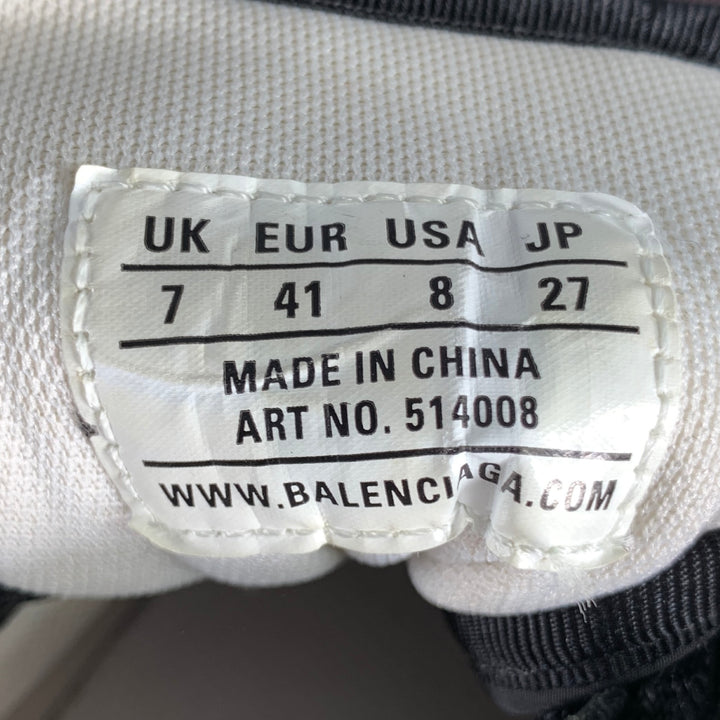 UK EUR USA JP
7 41 8 27
MADE IN CHINA
ART NO. 514008
WWW.BALENCIAGA.COM